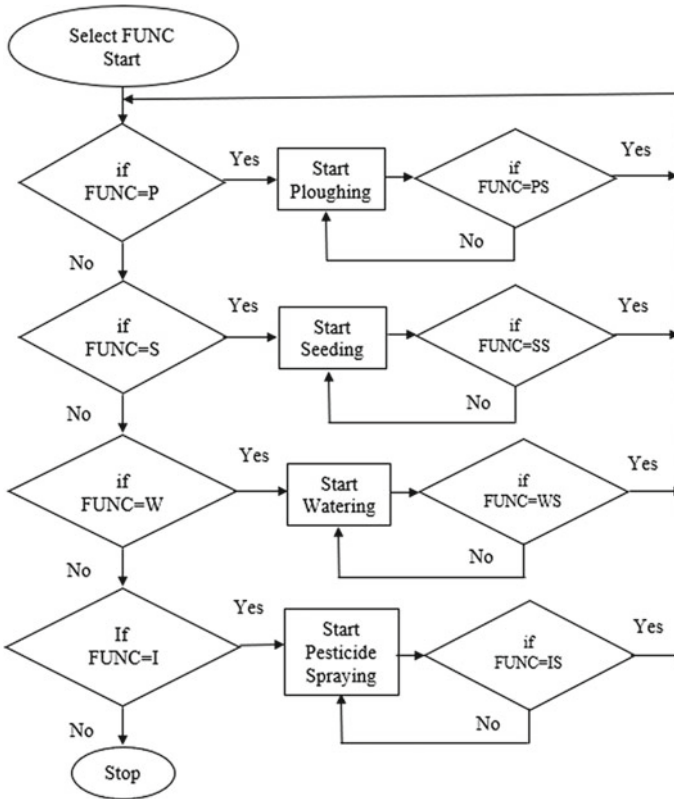 Select FUNC
Start
if
FUNC=P
Yes
Start
Ploughing
if
FUNC=PS
Yes
No
No
if
FUNC=S
Yes
Start
Seeding
if
FUNC=SS
Yes
No
No
if
FUNC=W
Yes
Start
Watering
if
FUNC=WS
Yes
No
No
If
FUNC=I
Yes
Start
Pesticide
Spraying
if
FUNC=IS
Yes
No
No
Stop